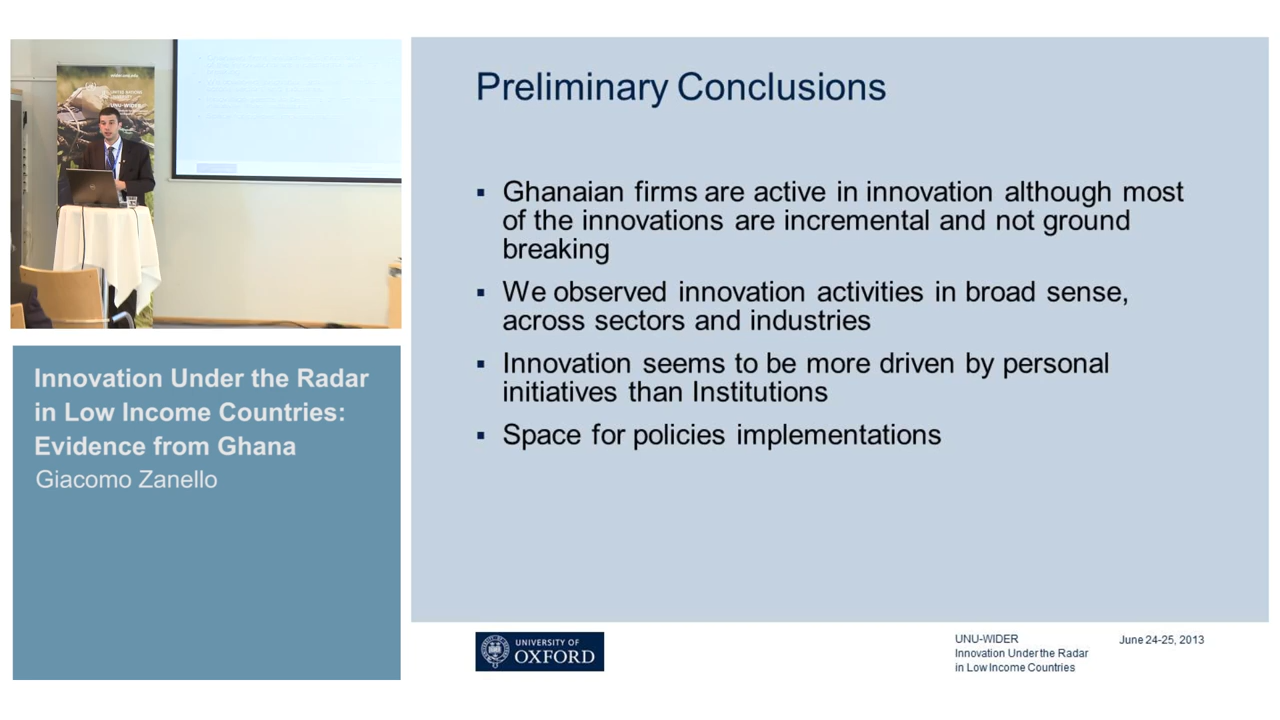 UNU-WIDER
Innovation Under the Radar
in Low Income Countries:
Evidence from Ghana
Giacomo Zanello
Preliminary Conclusions
▪ Ghanaian firms are active in innovation although most
of the innovations are incremental and not ground
breaking
▪ We observed innovation activities in broad sense,
across sectors and industries
▪ Innovation seems to be more driven by personal
initiatives than Institutions
▪ Space for policies implementations
UNIVERSITY OF
OXFORD
UNU-WIDER
Innovation Under the Radar
in Low Income Countries
June 24-25, 2013